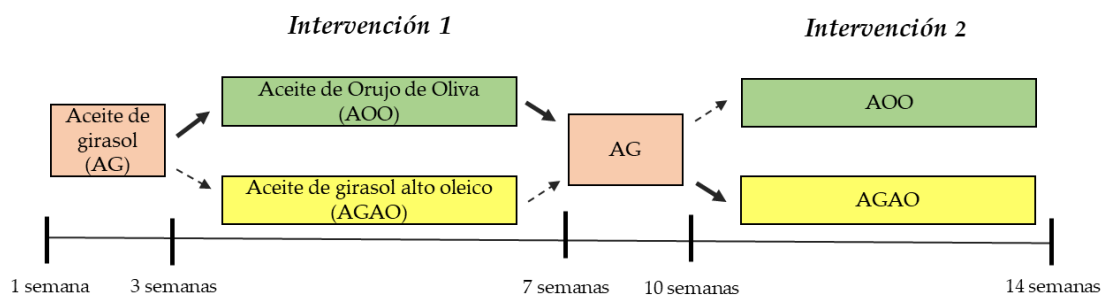 Intervención 1
Intervención 2
Aceite de
girasol
(AG)
Aceite de Orujo de Oliva
(AOO)
Aceite de girasol alto oleico
(AGAO)
AG
AOO
AGAO
1 semana
3 semanas
7 semanas
10 semanas
14 semanas